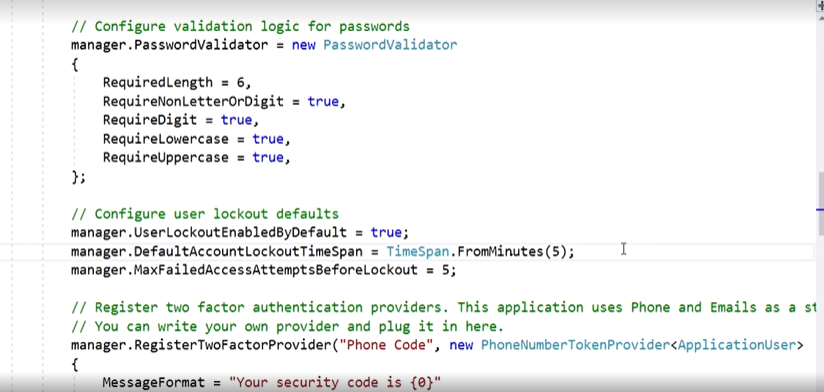 // Configure validation logic for passwords
manager.PasswordValidator = new PasswordValidator
{
RequiredLength = 6,
RequireNonLetterOrDigit = true,
RequireDigit = true,
RequireLowercase = true,
RequireUppercase = true,
};
// Configure user lockout defaults
manager.UserLockoutEnabledByDefault = true;
manager.DefaultAccountLockoutTimeSpan = TimeSpan.FromMinutes(5);
manager.MaxFailedAccessAttemptsBeforeLockout = 5;
// Register two factor authentication providers. This application uses Phone and Emails as a st
// You can write your own provider and plug it in here.
manager.RegisterTwoFactorProvider("Phone Code", new PhoneNumberTokenProvider<ApplicationUser>
{
MessageFormat = "Your security code is {0}"